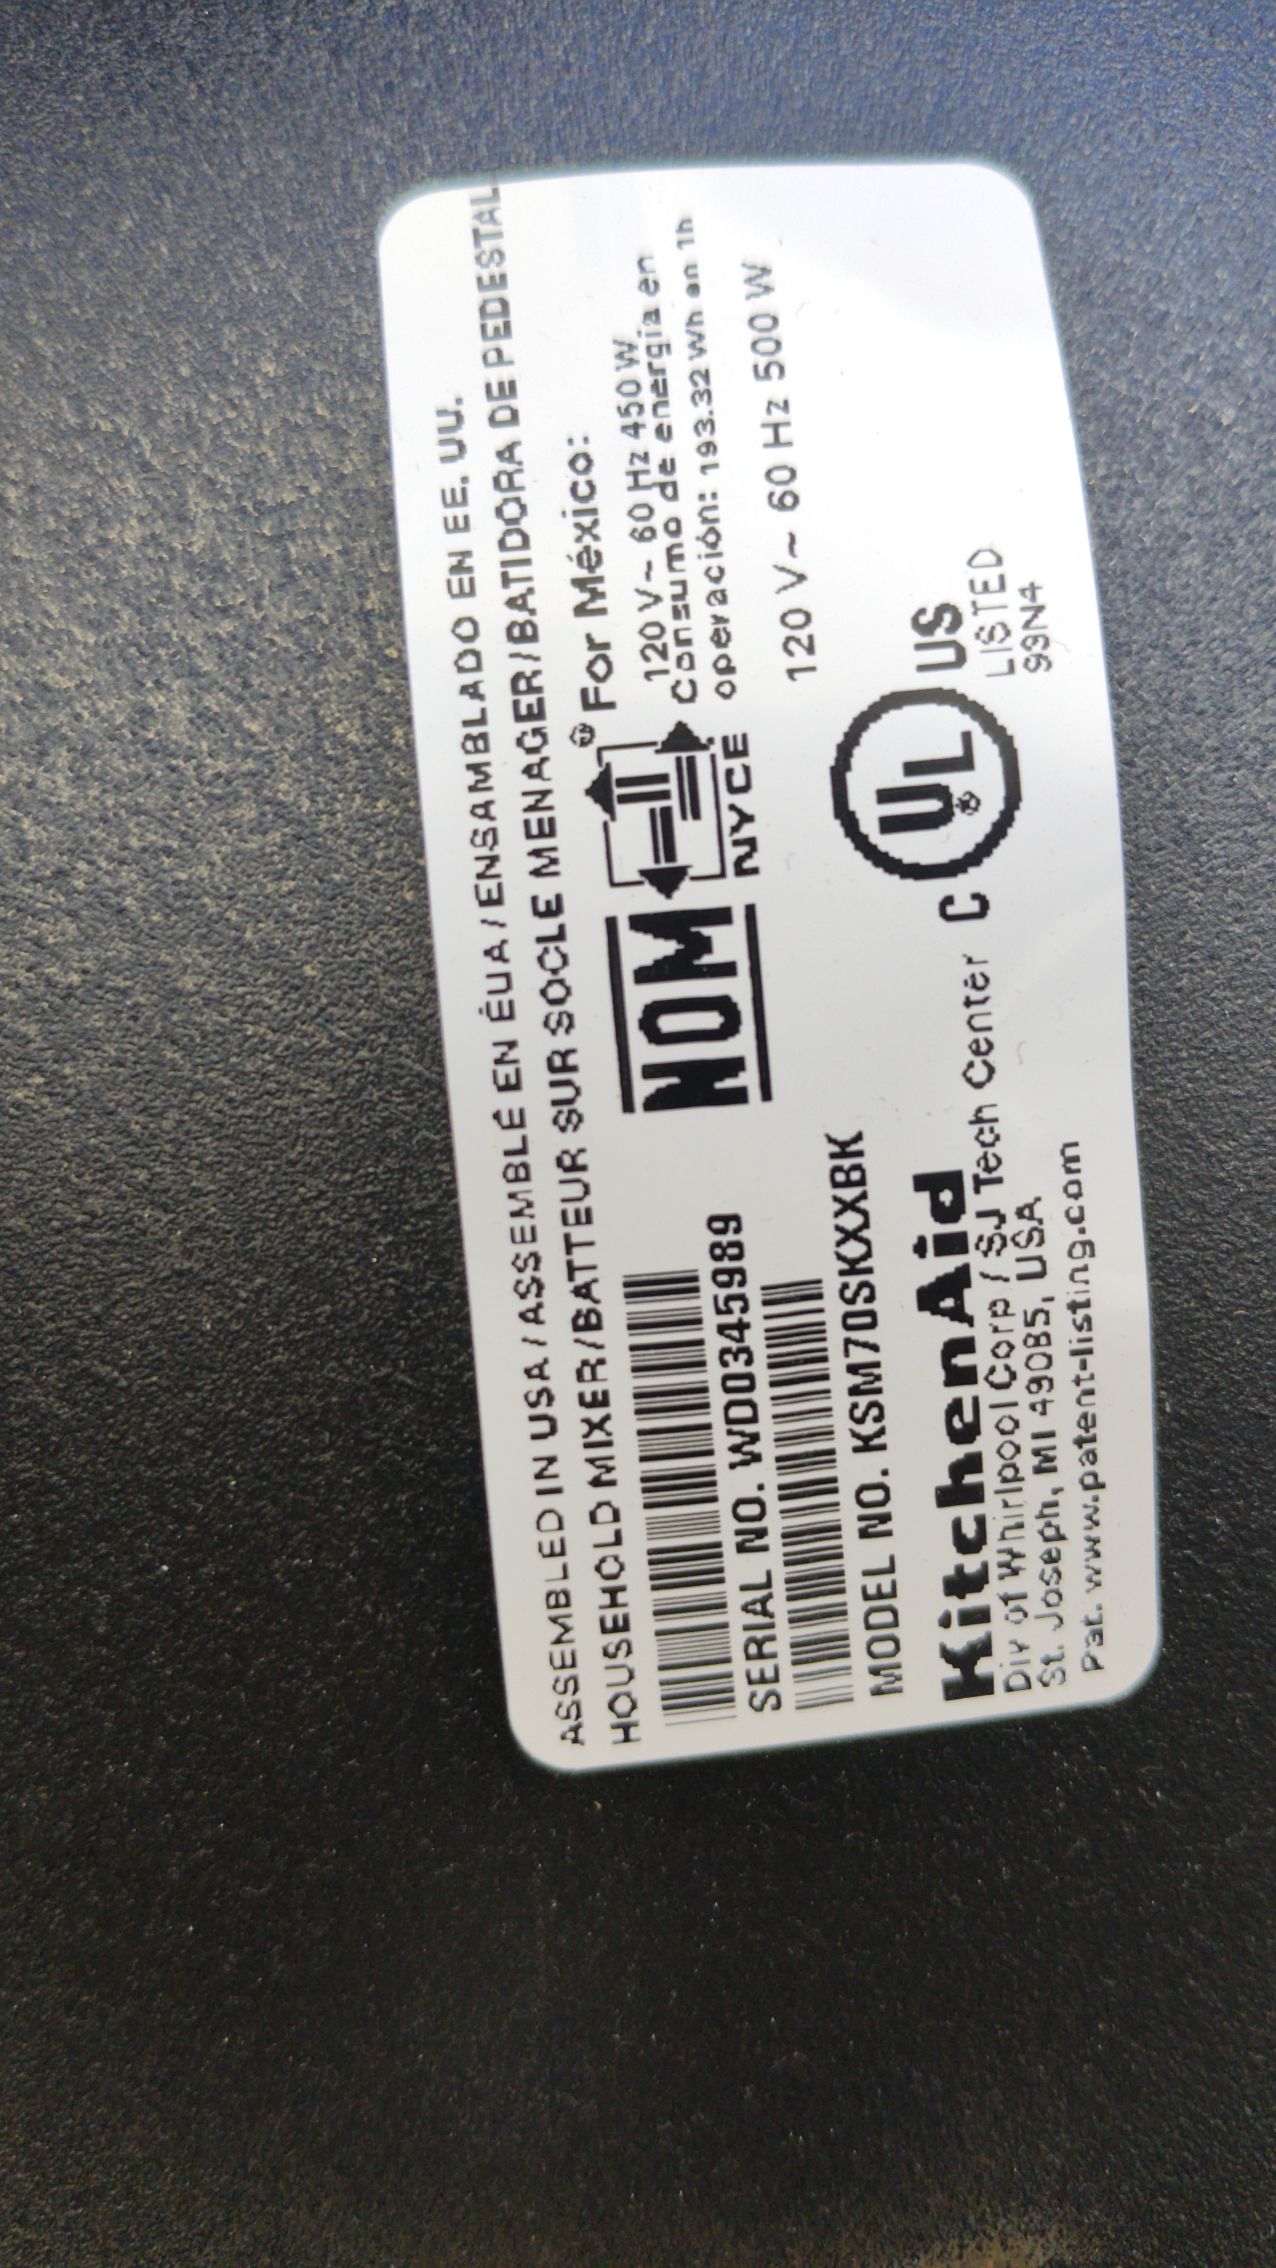 ASSEMBLED IN USA / ASSEMBLÉ EN ÉUA / ENSAMBLADO EN EE. UU.
HOUSEHOLD MIXER/BATTEUR SUR SOCLE MENAGER/BATIDORA DE PEDESTAL
SERIAL NO. WD0345989
MODEL NO. KSM70SKXXBK
NOM
NYCE
®
For México:
120 V~ 60 Hz 450 W
Consumo de energía en
operación: 193.32 Wh en 1h
120 V~ 60 Hz 500 W
KitchenAid
Div of Whirlpool Corp / SJ Tech Center
St. Joseph, MI 49085, USA
Pat. www.patent-listing.com
C UL® US
LISTED
99N4